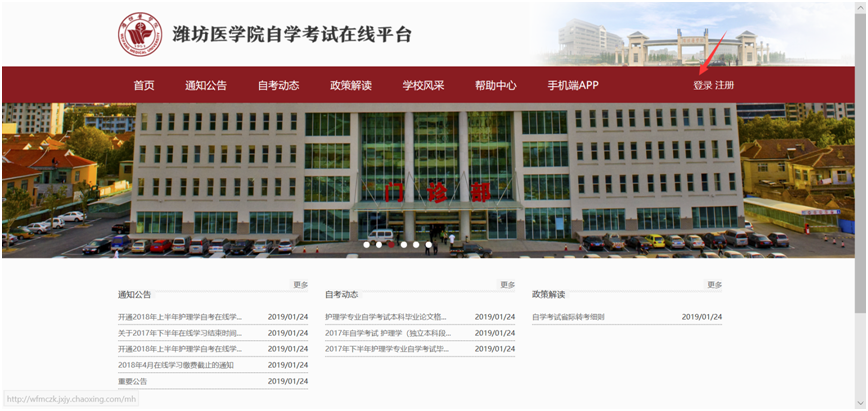 潍坊医学院自学考试在线平台
首页 通知公告 自考动态 政策解读 学校风采 帮助中心 手机端APP 登录 注册
门诊部
更多
通知公告
开通2018年上半年护理学自考在线学... 2019/01/24
关于2017年下半年在线学习结束时间... 2019/01/24
开通2018年上半年护理学自考在线学... 2019/01/24
2018年4月在线学习缴费截止的通知 2019/01/24
重要公告 2019/01/24
更多
自考动态
护理学专业自学考试本科毕业论文格... 2019/01/24
2017年自学考试 护理学（独立本科段... 2019/01/24
2017年下半年护理学专业自学考试毕... 2019/01/24
更多
政策解读
自学考试省际转考细则 2019/01/24
http://wfmczk.jxjy.chaoxing.com/mh